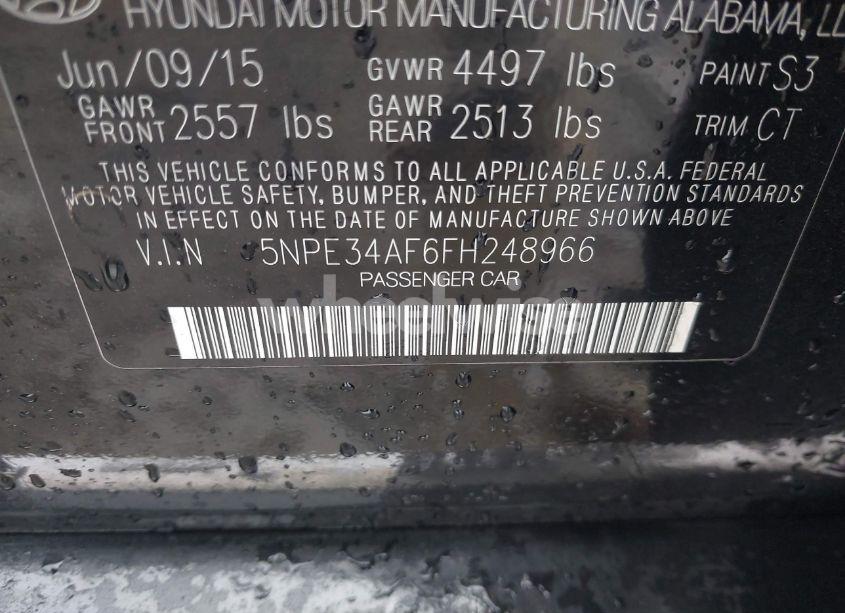 HYUNDAI MOTOR MANUFACTURING ALABAMA, LL
Jun/09/15 GVWR 4497 lbs PAINT S3
GAWR FRONT 2557 lbs GAWR REAR 2513 lbs TRIM CT
THIS VEHICLE CONFORMS TO ALL APPLICABLE U.S.A. FEDERAL
MOTOR VEHICLE SAFETY, BUMPER, AND THEFT PREVENTION STANDARDS
IN EFFECT ON THE DATE OF MANUFACTURE SHOWN ABOVE
V.I.N 5NPE34AF6FH248966
PASSENGER CAR
wheelwise